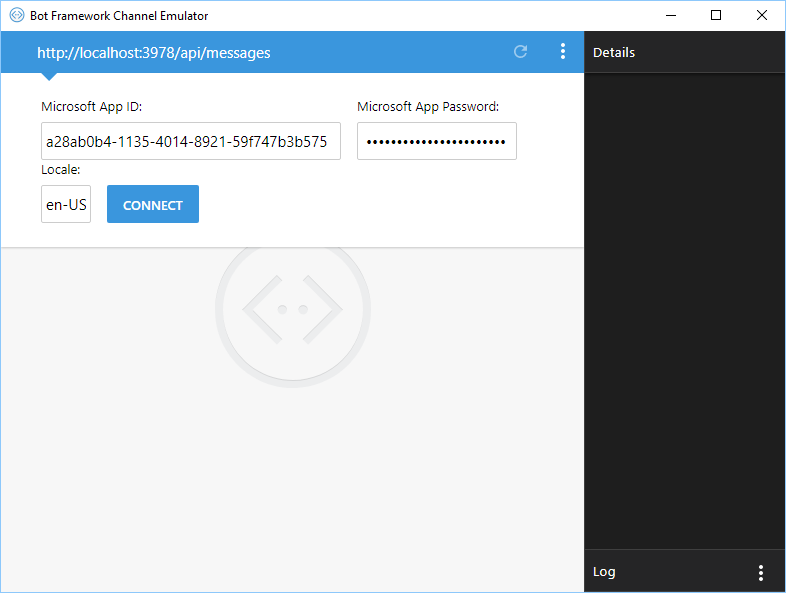 Bot Framework Channel Emulator
http://localhost:3978/api/messages
Details
Microsoft App ID:
Microsoft App Password:
a28ab0b4-1135-4014-8921-59f747b3b575
•••••••••••••••••••••••
Locale:
en-US
CONNECT
Log